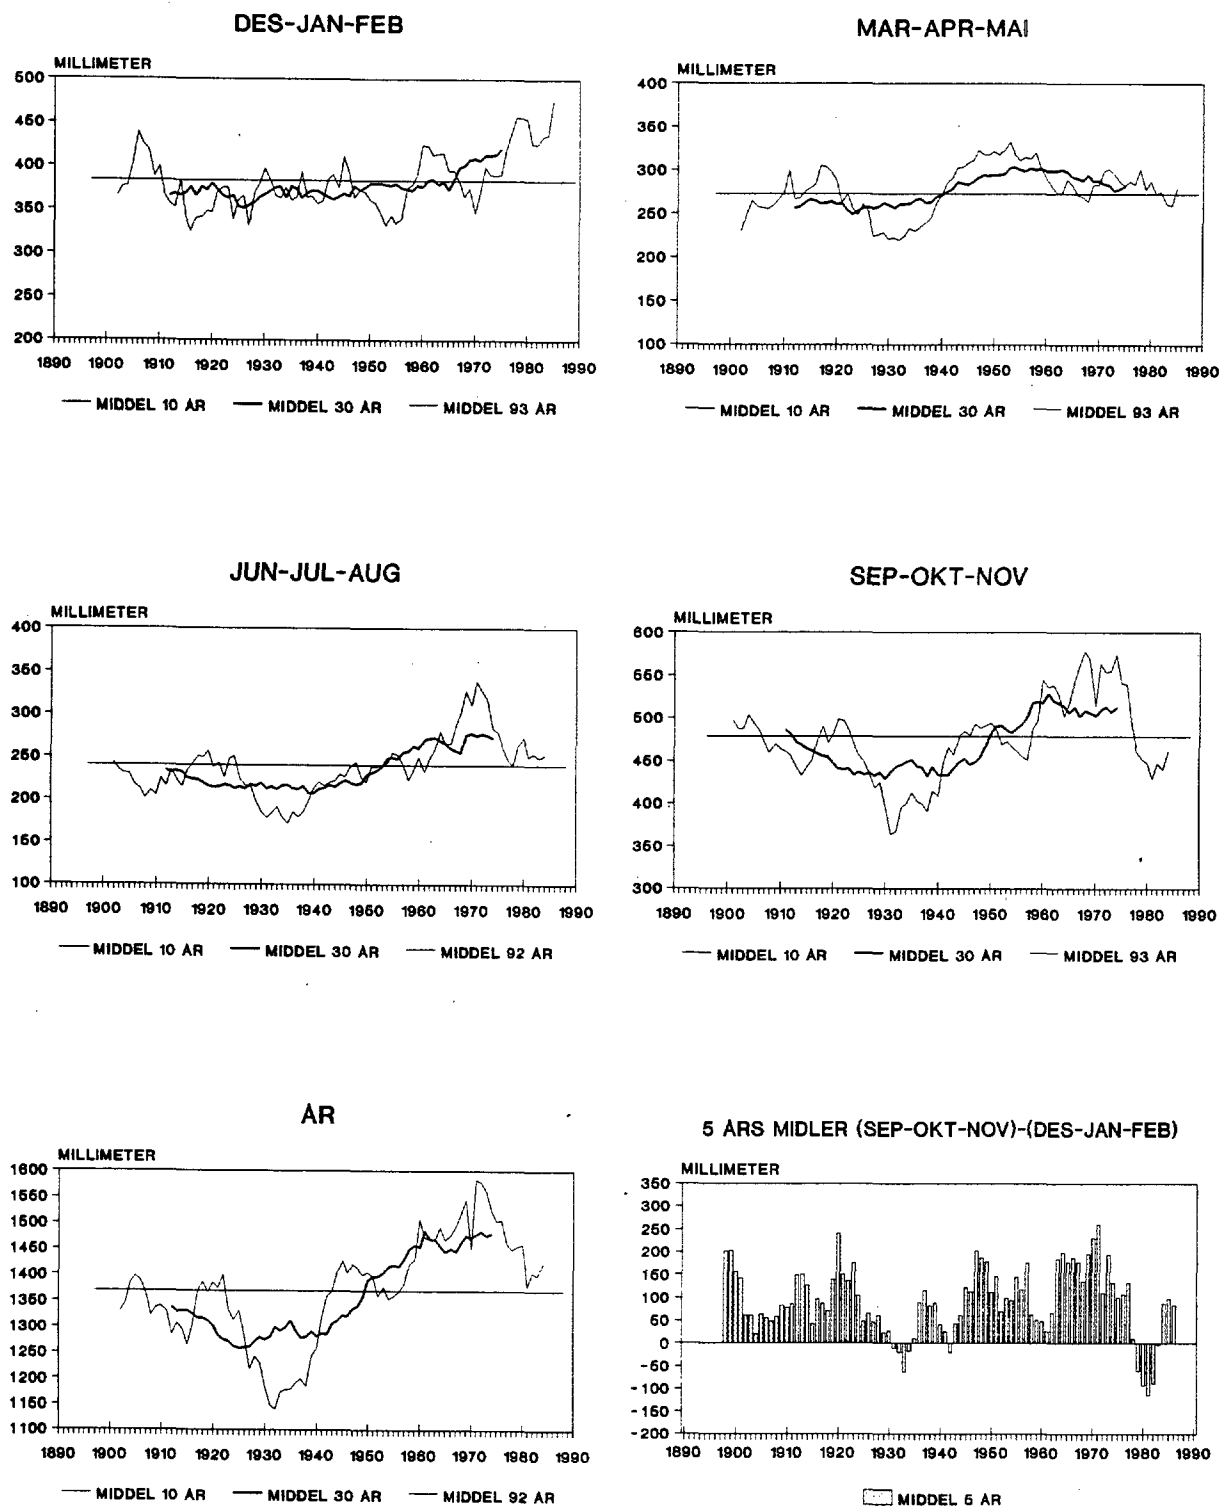 DES-JAN-FEB
MILLIMETER
500
450
400
350
300
250
200
1890 1900 1910 1920 1930 1940 1950 1960 1970 1980 1990
MIDDEL 10 ÅR MIDDEL 30 ÅR MIDDEL 93 ÅR
MAR-APR-MAI
MILLIMETER
400
350
300
250
200
150
100
1890 1900 1910 1920 1930 1940 1950 1960 1970 1980 1990
MIDDEL 10 ÅR MIDDEL 30 ÅR MIDDEL 93 ÅR
JUN-JUL-AUG
MILLIMETER
400
350
300
250
200
150
100
1890 1900 1910 1920 1930 1940 1950 1960 1970 1980 1990
MIDDEL 10 ÅR MIDDEL 30 ÅR MIDDEL 92 ÅR
SEP-OKT-NOV
MILLIMETER
600
550
500
450
400
350
300
1890 1900 1910 1920 1930 1940 1950 1960 1970 1980 1990
MIDDEL 10 ÅR MIDDEL 30 ÅR MIDDEL 93 ÅR
ÅR
MILLIMETER
1600
1550
1500
1450
1400
1350
1300
1250
1200
1150
1100
1890 1900 1910 1920 1930 1940 1950 1960 1970 1980 1990
MIDDEL 10 ÅR MIDDEL 30 ÅR MIDDEL 92 ÅR
5 ÅRS MIDLER (SEP-OKT-NOV)-(DES-JAN-FEB)
MILLIMETER
350
300
250
200
150
100
50
0
-50
-100
-150
-200
1890 1900 1910 1920 1930 1940 1950 1960 1970 1980 1990
MIDDEL 5 ÅR